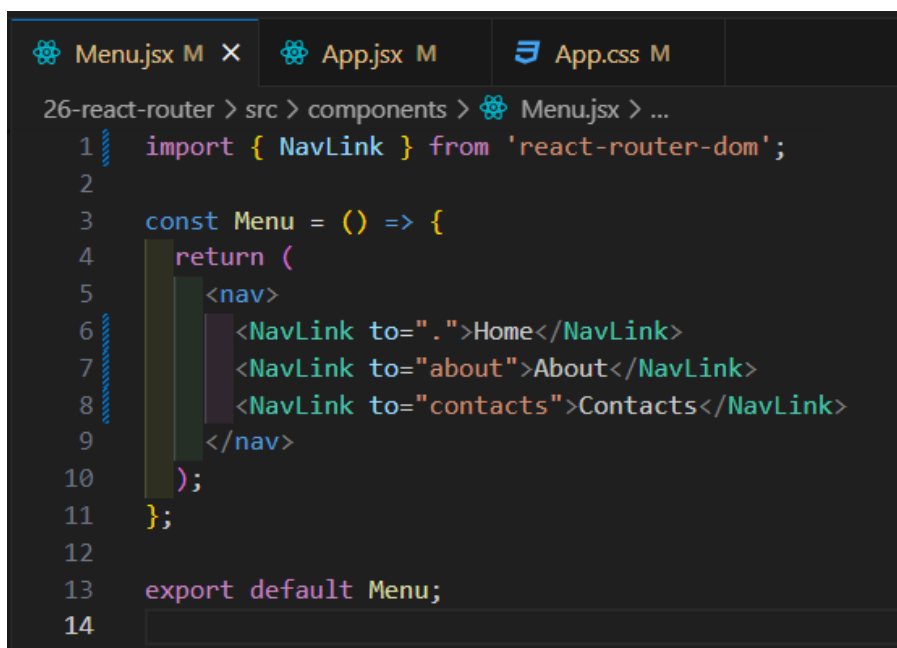 Menu.jsx M X App.jsx M App.css M
26-react-router > src > components > Menu.jsx > ...
1 import { NavLink } from 'react-router-dom';
2
3 const Menu = () => {
4 return (
5 <nav>
6 <NavLink to=".">Home</NavLink>
7 <NavLink to="about">About</NavLink>
8 <NavLink to="contacts">Contacts</NavLink>
9 </nav>
10 );
11 };
12
13 export default Menu;
14